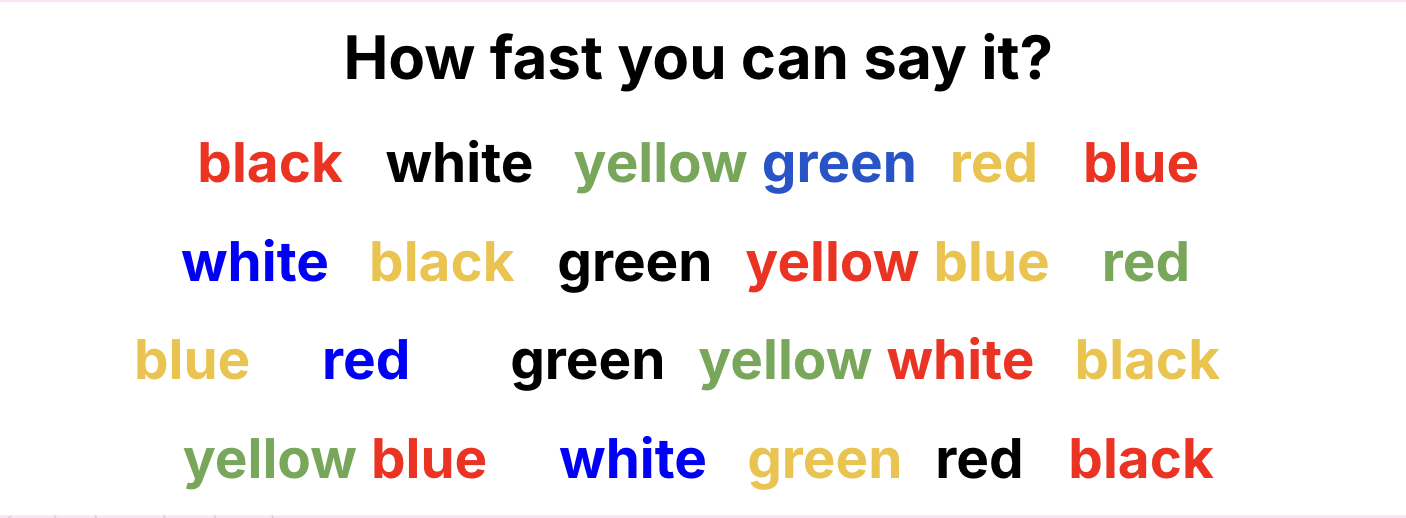 How fast you can say it?
black white yellow green red blue
white black green yellow blue red
blue red green yellow white black
yellow blue white green red black